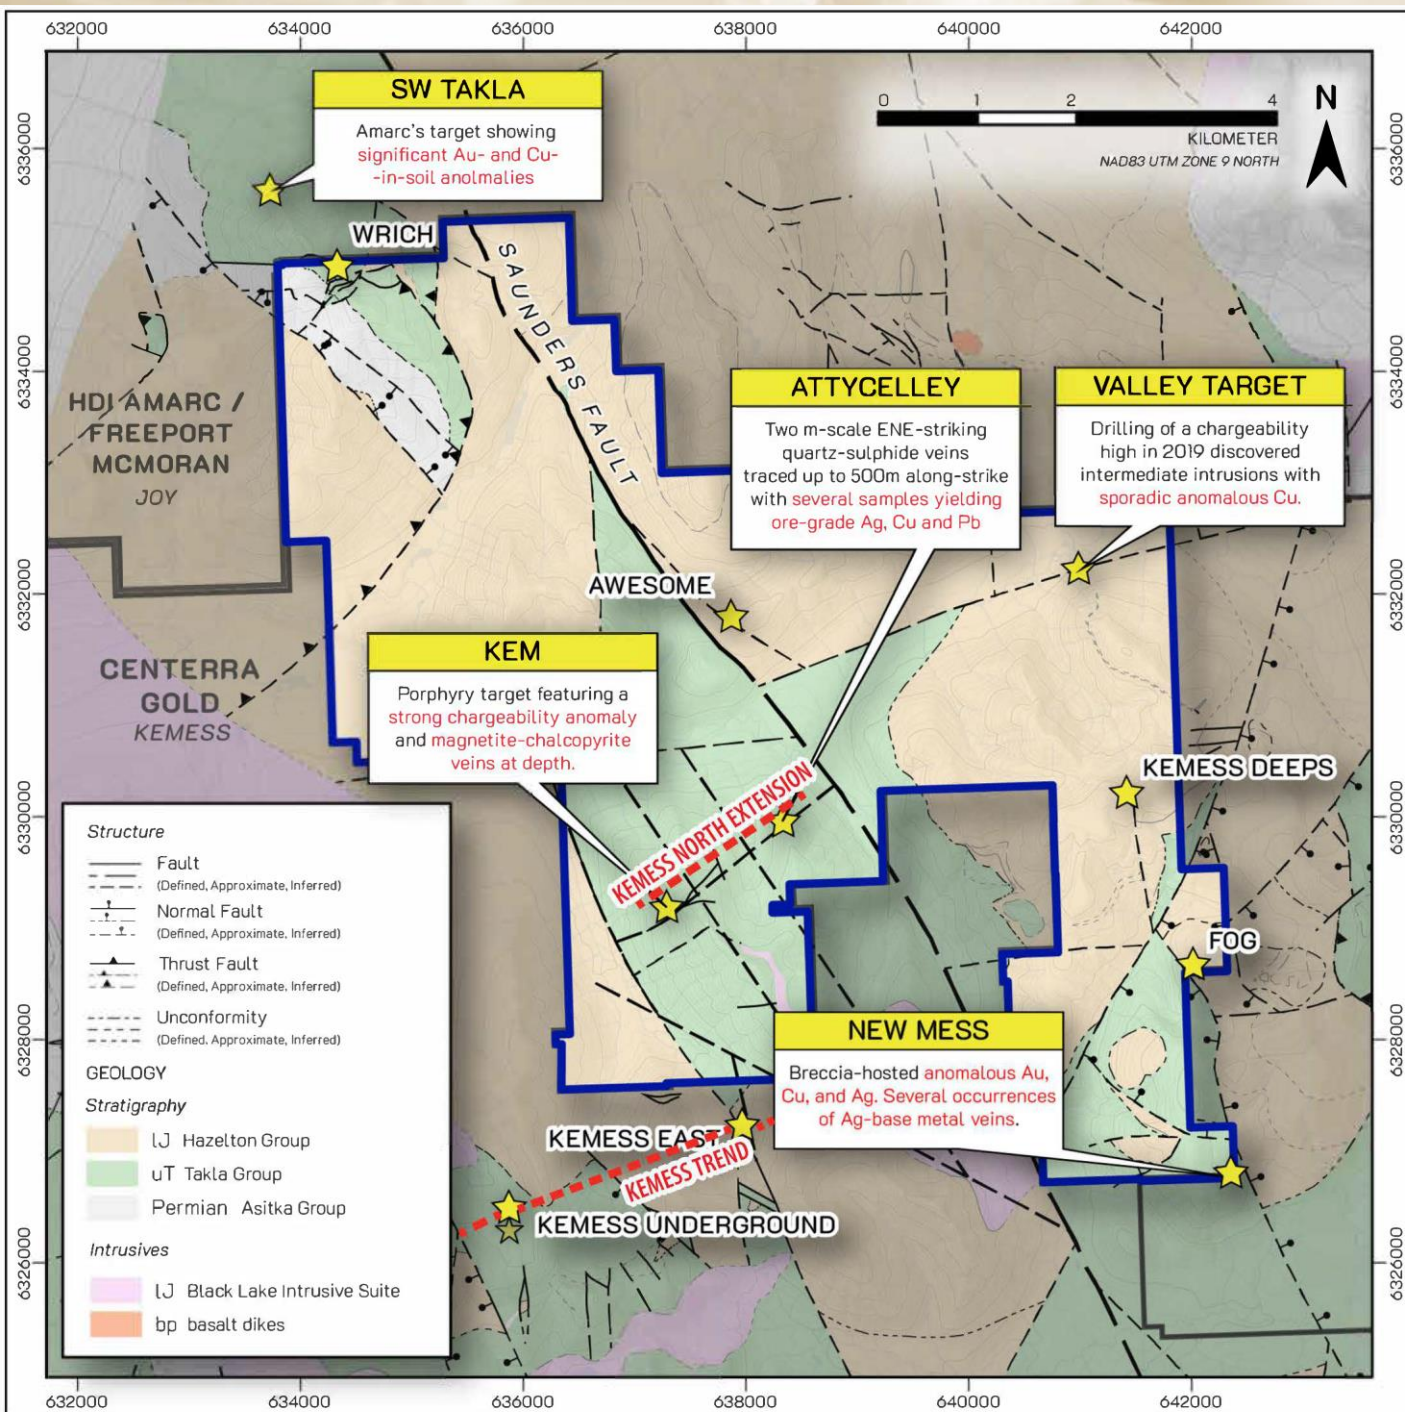 632000
634000
636000
638000
640000
642000
SW TAKLA
Amarc's target showing
significant Au- and Cu-
-in-soil anolmalies
0
1
2
4
KILOMETER
NAD83 UTM ZONE 9 NORTH
N
6336000
6336000
WRICH
SAUNDERS FAULT
6334000
6334000
HDI AMARC /
FREEPORT
MCMORAN
JOY
ATTYCELLEY
Two m-scale ENE-striking
quartz-sulphide veins
traced up to 500m along-strike
with several samples yielding
ore-grade Ag, Cu and Pb
VALLEY TARGET
Drilling of a chargeability
high in 2019 discovered
intermediate intrusions with
sporadic anomalous Cu.
6332000
6332000
AWESOME
CENTERRA
GOLD
KEMESS
KEM
Porphyry target featuring a
strong chargeability anomaly
and magnetite-chalcopyrite
veins at depth.
KEMESS NORTH EXTENSION
KEMESS DEEPS
6330000
6330000
FOG
6328000
6328000
NEW MESS
Breccia-hosted anomalous Au,
Cu, and Ag. Several occurrences
of Ag-base metal veins.
KEMESS EAST
KEMESS TREND
KEMESS UNDERGROUND
6326000
6326000
Structure
Fault
(Defined, Approximate, Inferred)
Normal Fault
(Defined, Approximate, Inferred)
Thrust Fault
(Defined, Approximate, Inferred)
Unconformity
(Defined. Approximate, Inferred)
GEOLOGY
Stratigraphy
lJ Hazelton Group
uT Takla Group
Permian Asitka Group
Intrusives
lJ Black Lake Intrusive Suite
bp basalt dikes
632000
634000
636000
638000
640000
642000